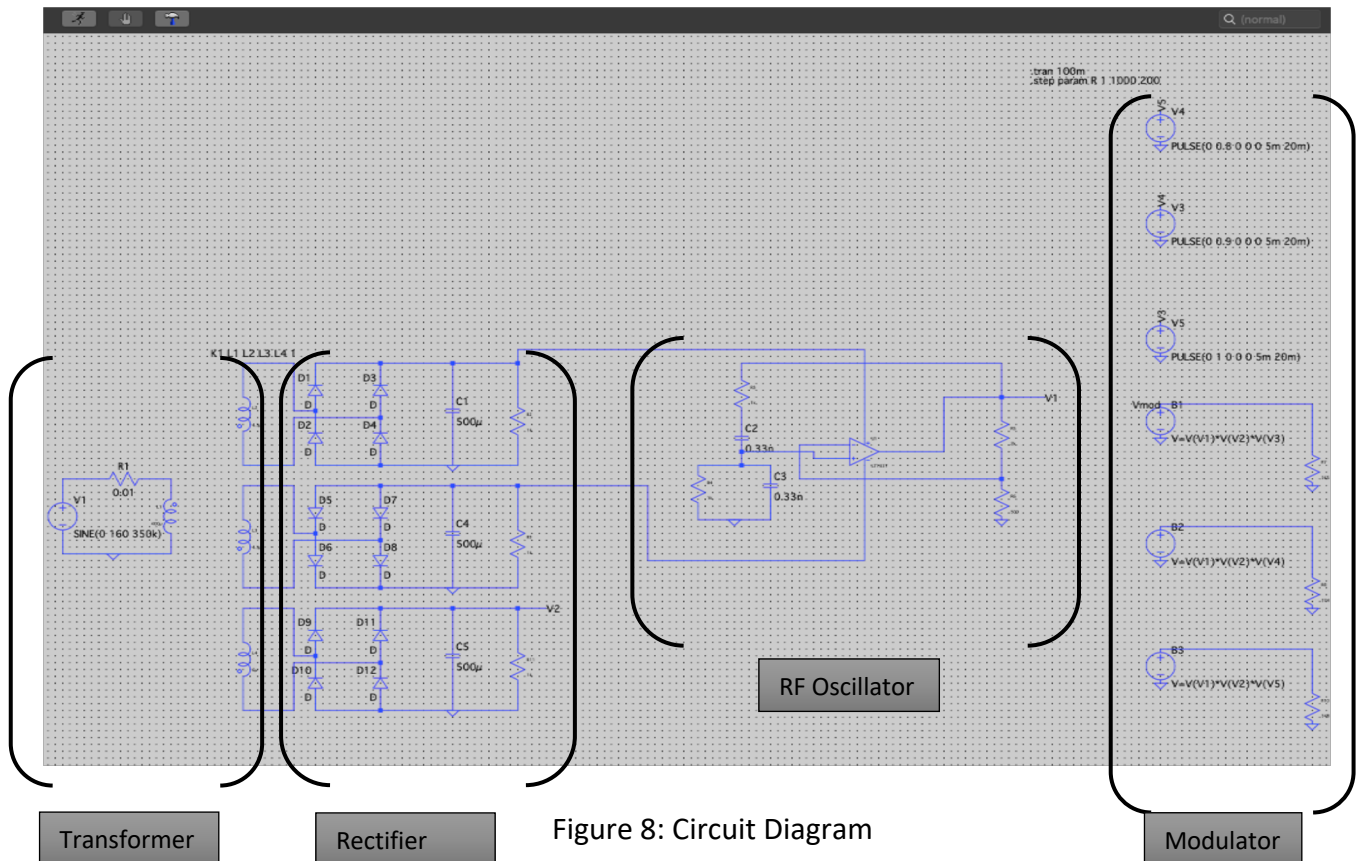 (normal)
.tran 100m
.step param R 1 1000 200
V5
V4
PULSE(0 0.8 0 0 0 5m 20m)
V4
V3
PULSE(0 0.9 0 0 0 5m 20m)
V3
V5
PULSE(0 1 0 0 0 5m 20m)
Vmod B1
V=V(V1)*V(V2)*V(V3)
B2
V=V(V1)*V(V2)*V(V4)
B3
V=V(V1)*V(V2)*V(V5)
K1 L1 L2 L3 L4 1
R1
0.01
V1
SINE(0 160 350k)
D1
D3
D
D
D2
D4
D
D
C1
500µ
D5
D7
D
D
D6
D8
D
D
C4
500µ
V2
D9
D11
D
D
D10
D12
D
D
C5
500µ
C2
0.33n
C3
0.33n
V1
RF Oscillator
Transformer
Rectifier
Figure 8: Circuit Diagram
Modulator